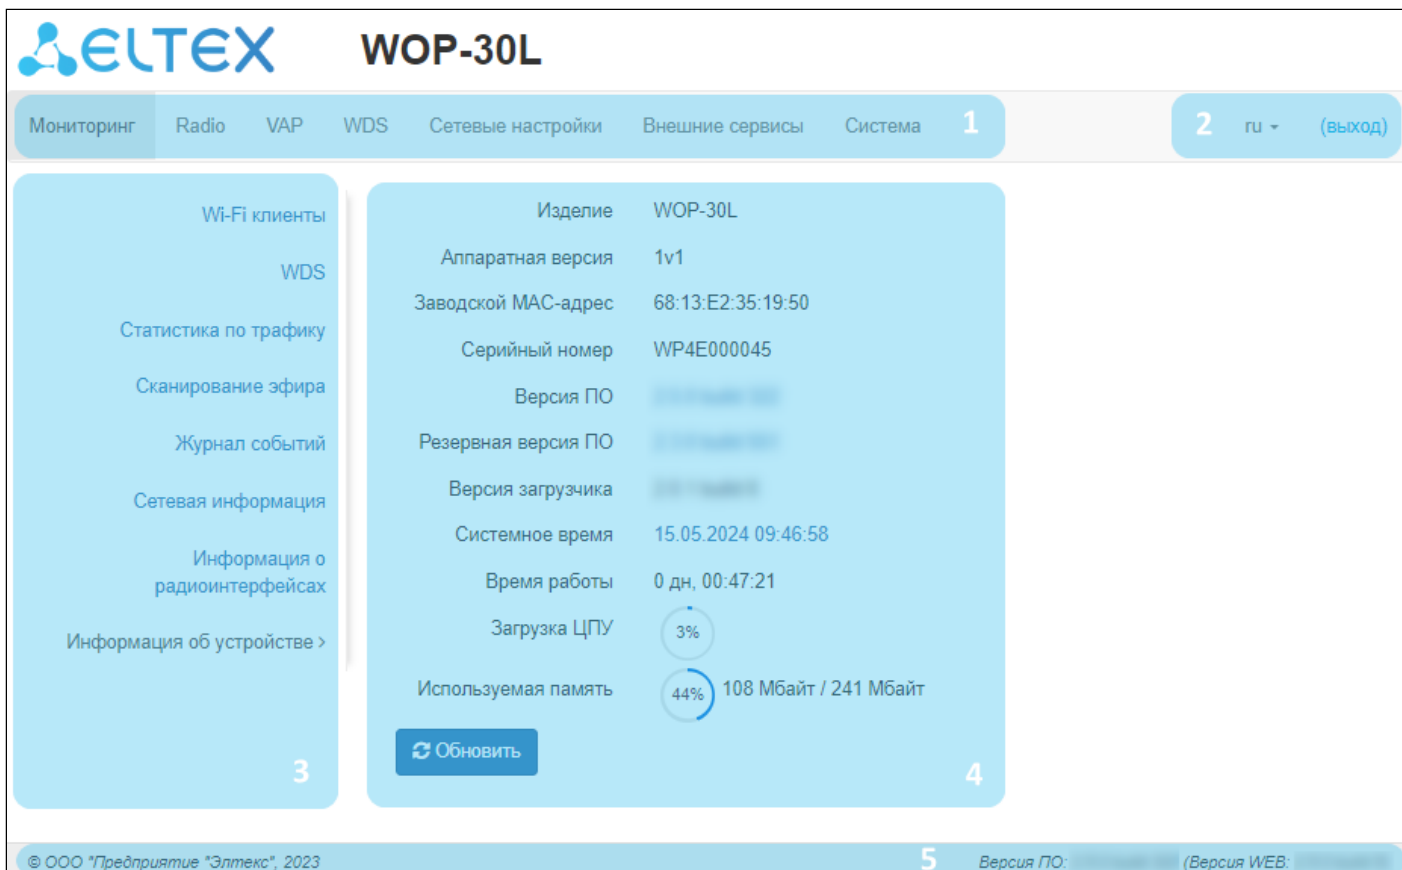 ELTEX WOP-30L
Мониторинг Radio VAP WDS Сетевые настройки Внешние сервисы Система 1 2 ru (выход)
Wi-Fi клиенты
WDS
Статистика по трафику
Сканирование эфира
Журнал событий
Сетевая информация
Информация о
радиоинтерфейсах
Информация об устройстве >
3
Изделие WOP-30L
Аппаратная версия 1v1
Заводской MAC-адрес 68:13:E2:35:19:50
Серийный номер WP4E000045
Версия ПО
Резервная версия ПО
Версия загрузчика
Системное время 15.05.2024 09:46:58
Время работы 0 дн, 00:47:21
Загрузка ЦПУ 3%
Используемая память 44% 108 Мбайт / 241 Мбайт
Обновить
4
© ООО "Предприятие "Элтекс", 2023 5 Версия ПО: (Версия WEB: